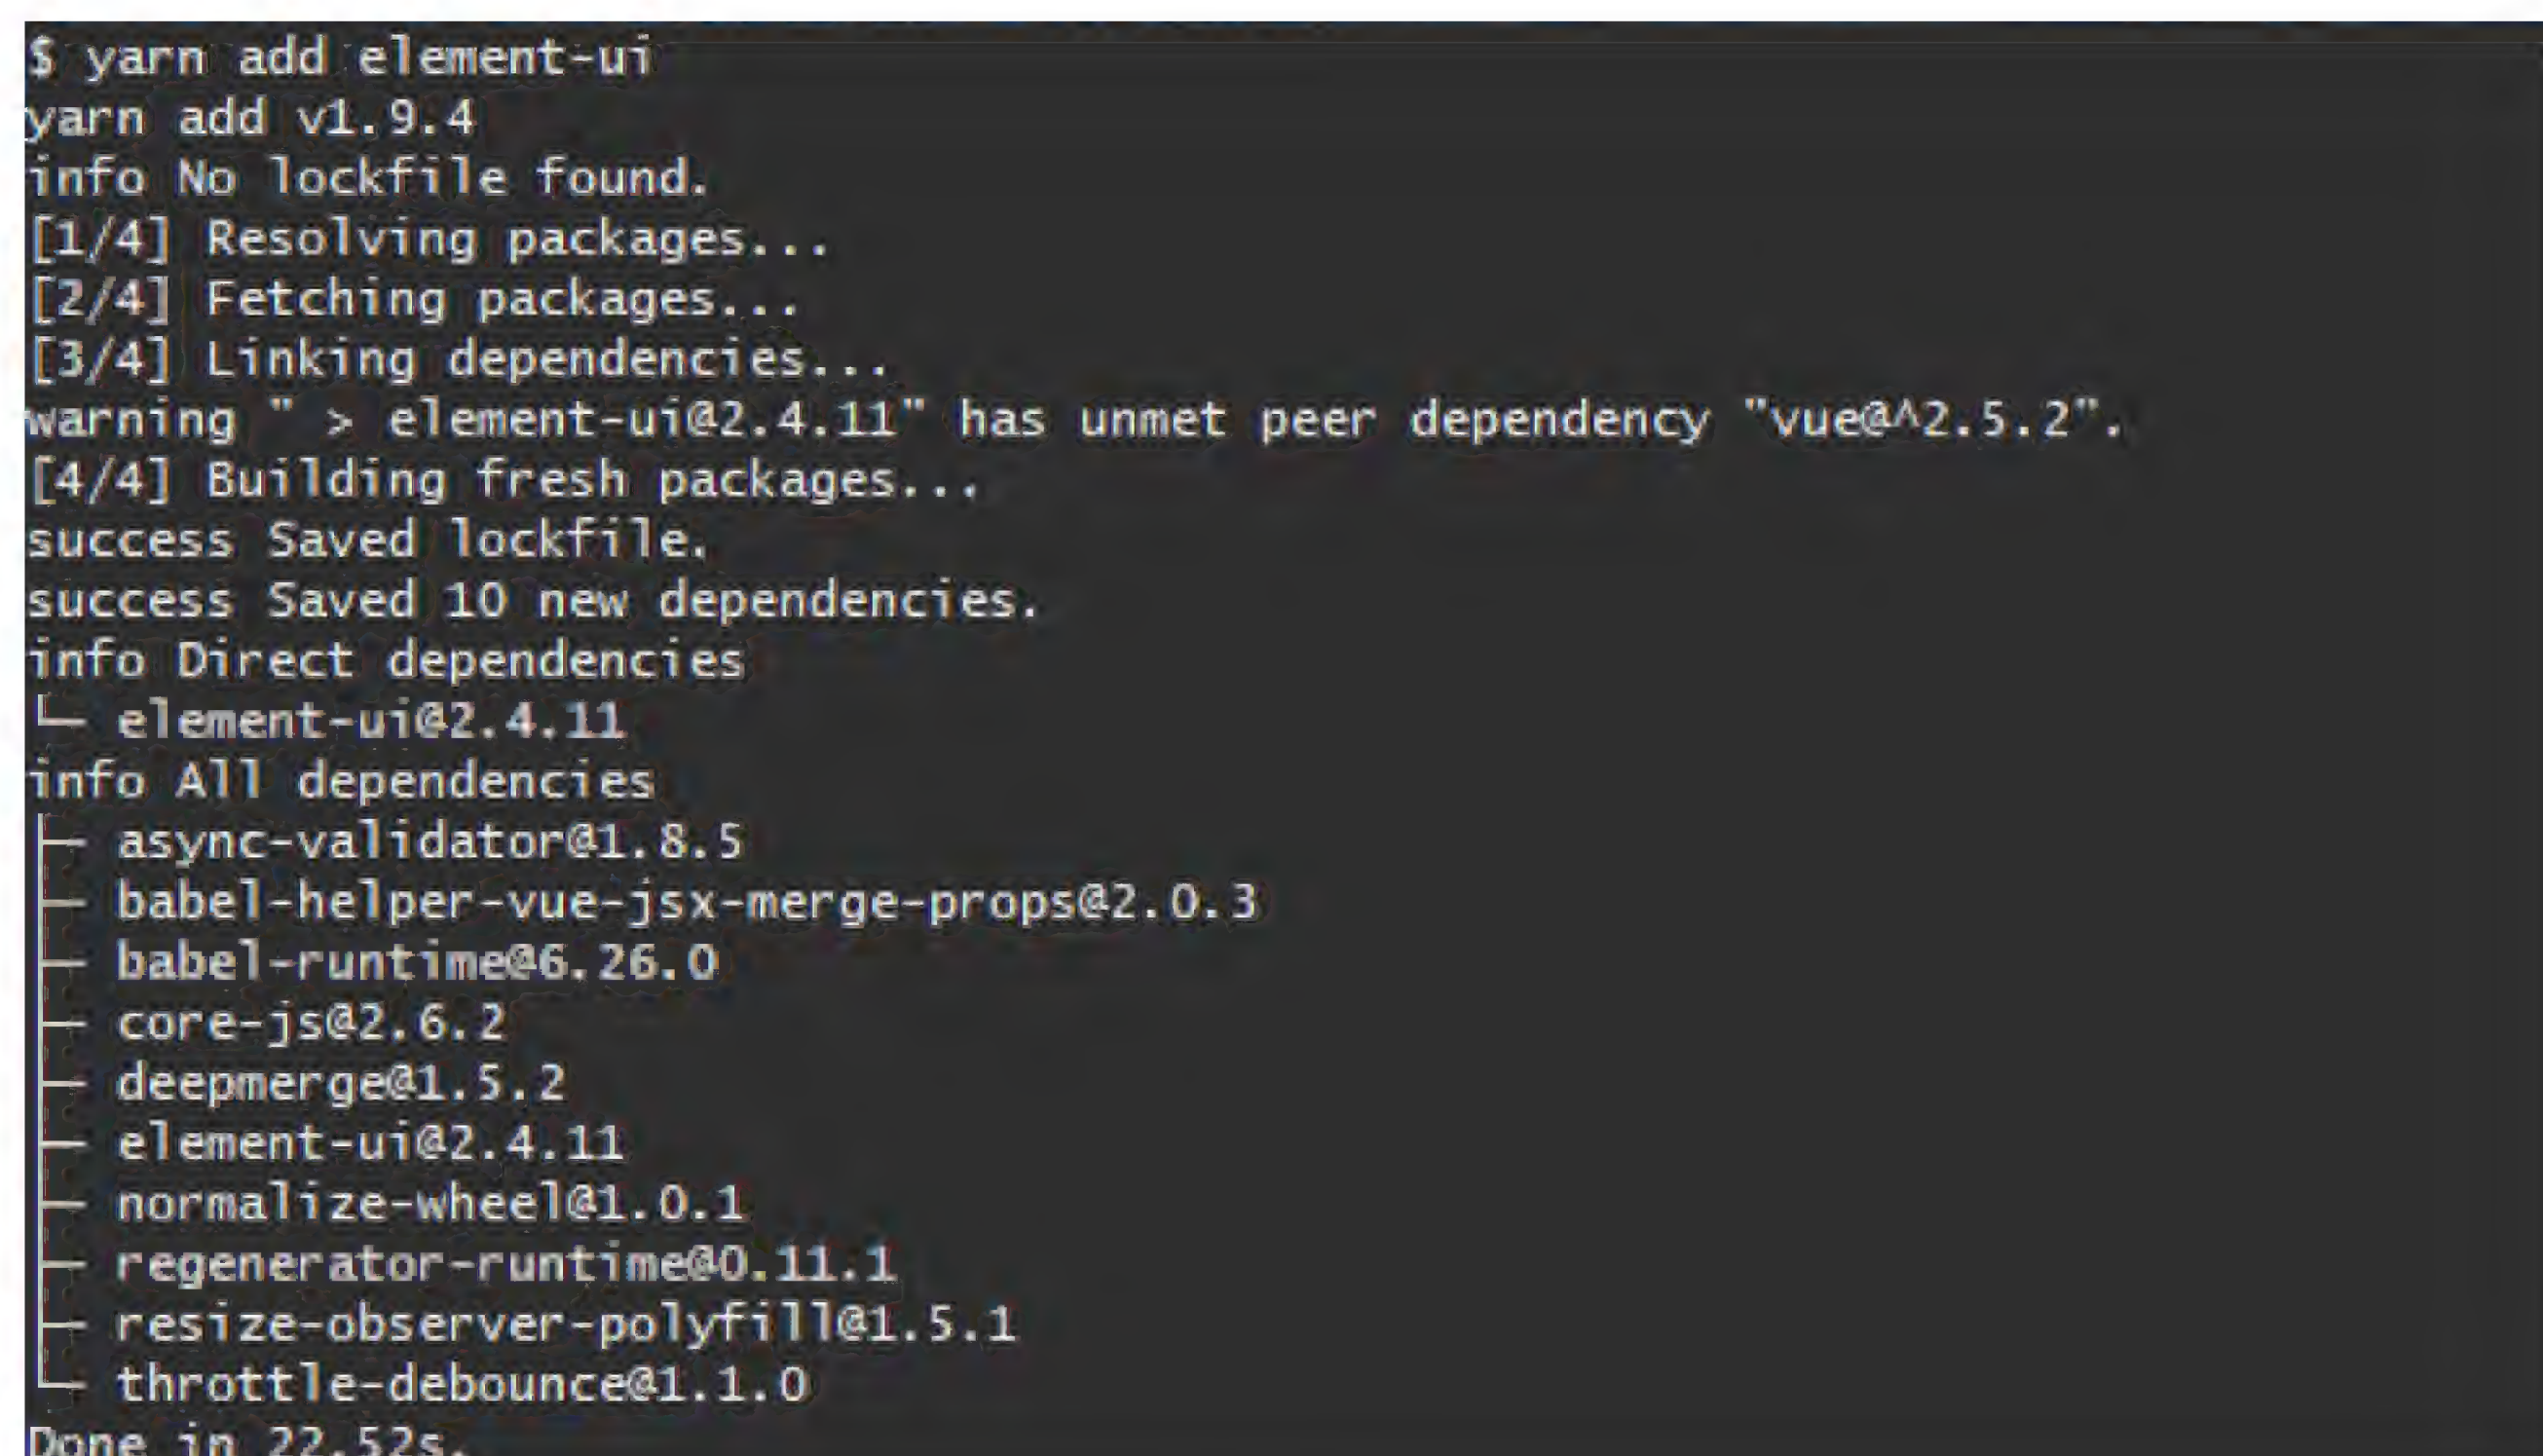 $ yarn add element-ui
yarn add v1.9.4
info No lockfile found.
[1/4] Resolving packages...
[2/4] Fetching packages...
[3/4] Linking dependencies...
warning " > element-ui@2.4.11" has unmet peer dependency "vue@^2.5.2".
[4/4] Building fresh packages...
success Saved lockfile.
success Saved 10 new dependencies.
info Direct dependencies
└─ element-ui@2.4.11
info All dependencies
├─ async-validator@1.8.5
├─ babel-helper-vue-jsx-merge-props@2.0.3
├─ babel-runtime@6.26.0
├─ core-js@2.6.2
├─ deepmerge@1.5.2
├─ element-ui@2.4.11
├─ normalize-wheel@1.0.1
├─ regenerator-runtime@0.11.1
├─ resize-observer-polyfill@1.5.1
└─ throttle-debounce@1.1.0
Done in 22.52s.